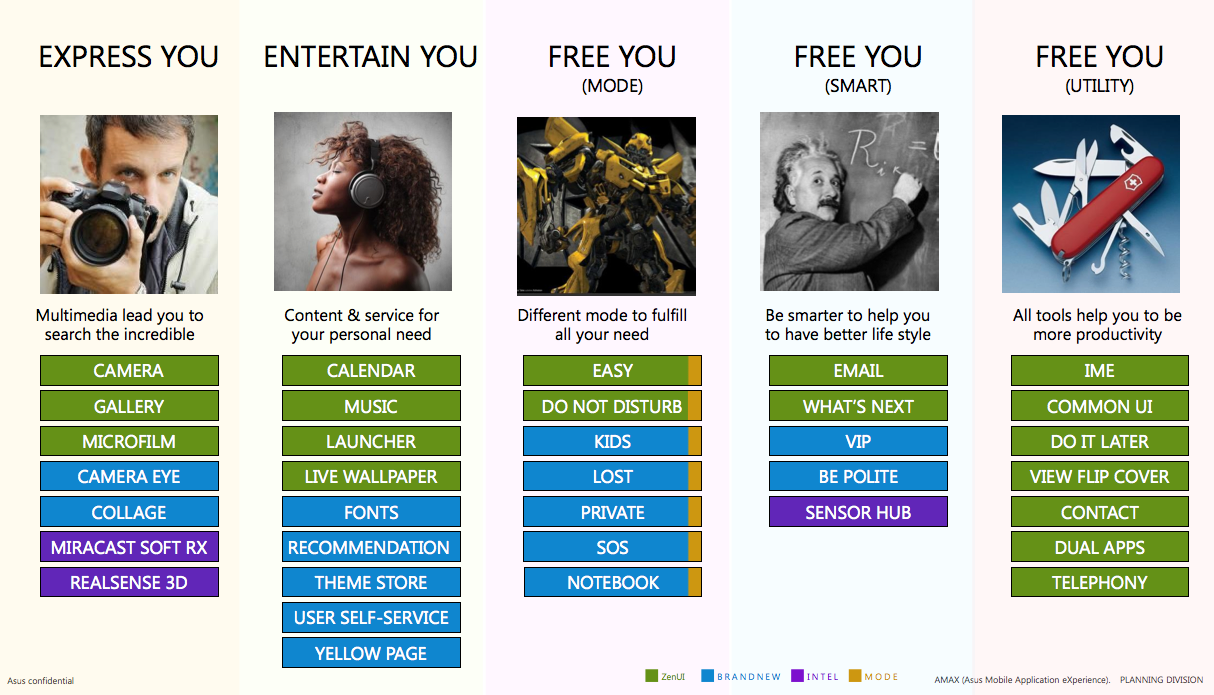 EXPRESS YOU
Multimedia lead you to
search the incredible
CAMERA
GALLERY
MICROFILM
CAMERA EYE
COLLAGE
MIRACAST SOFT RX
REALSENSE 3D
ENTERTAIN YOU
Content & service for
your personal need
CALENDAR
MUSIC
LAUNCHER
LIVE WALLPAPER
FONTS
RECOMMENDATION
THEME STORE
USER SELF-SERVICE
YELLOW PAGE
FREE YOU
(MODE)
Different mode to fulfill
all your need
EASY
DO NOT DISTURB
KIDS
LOST
PRIVATE
SOS
NOTEBOOK
FREE YOU
(SMART)
Be smarter to help you
to have better life style
EMAIL
WHAT'S NEXT
VIP
BE POLITE
SENSOR HUB
FREE YOU
(UTILITY)
All tools help you to be
more productivity
IME
COMMON UI
DO IT LATER
VIEW FLIP COVER
CONTACT
DUAL APPS
TELEPHONY
Asus confidential
ZenUI BRANDNEW INTEL MODE
AMAX (Asus Mobile Application eXperience). PLANNING DIVISION